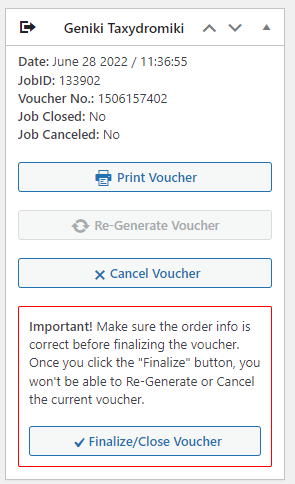 Geniki Taxydromiki
Date: June 28 2022 / 11:36:55
JobID: 133902
Voucher No.: 1506157402
Job Closed: No
Job Canceled: No
Print Voucher
Re-Generate Voucher
Cancel Voucher
Important! Make sure the order info is
correct before finalizing the voucher.
Once you click the "Finalize" button, you
won't be able to Re-Generate or Cancel
the current voucher.
Finalize/Close Voucher